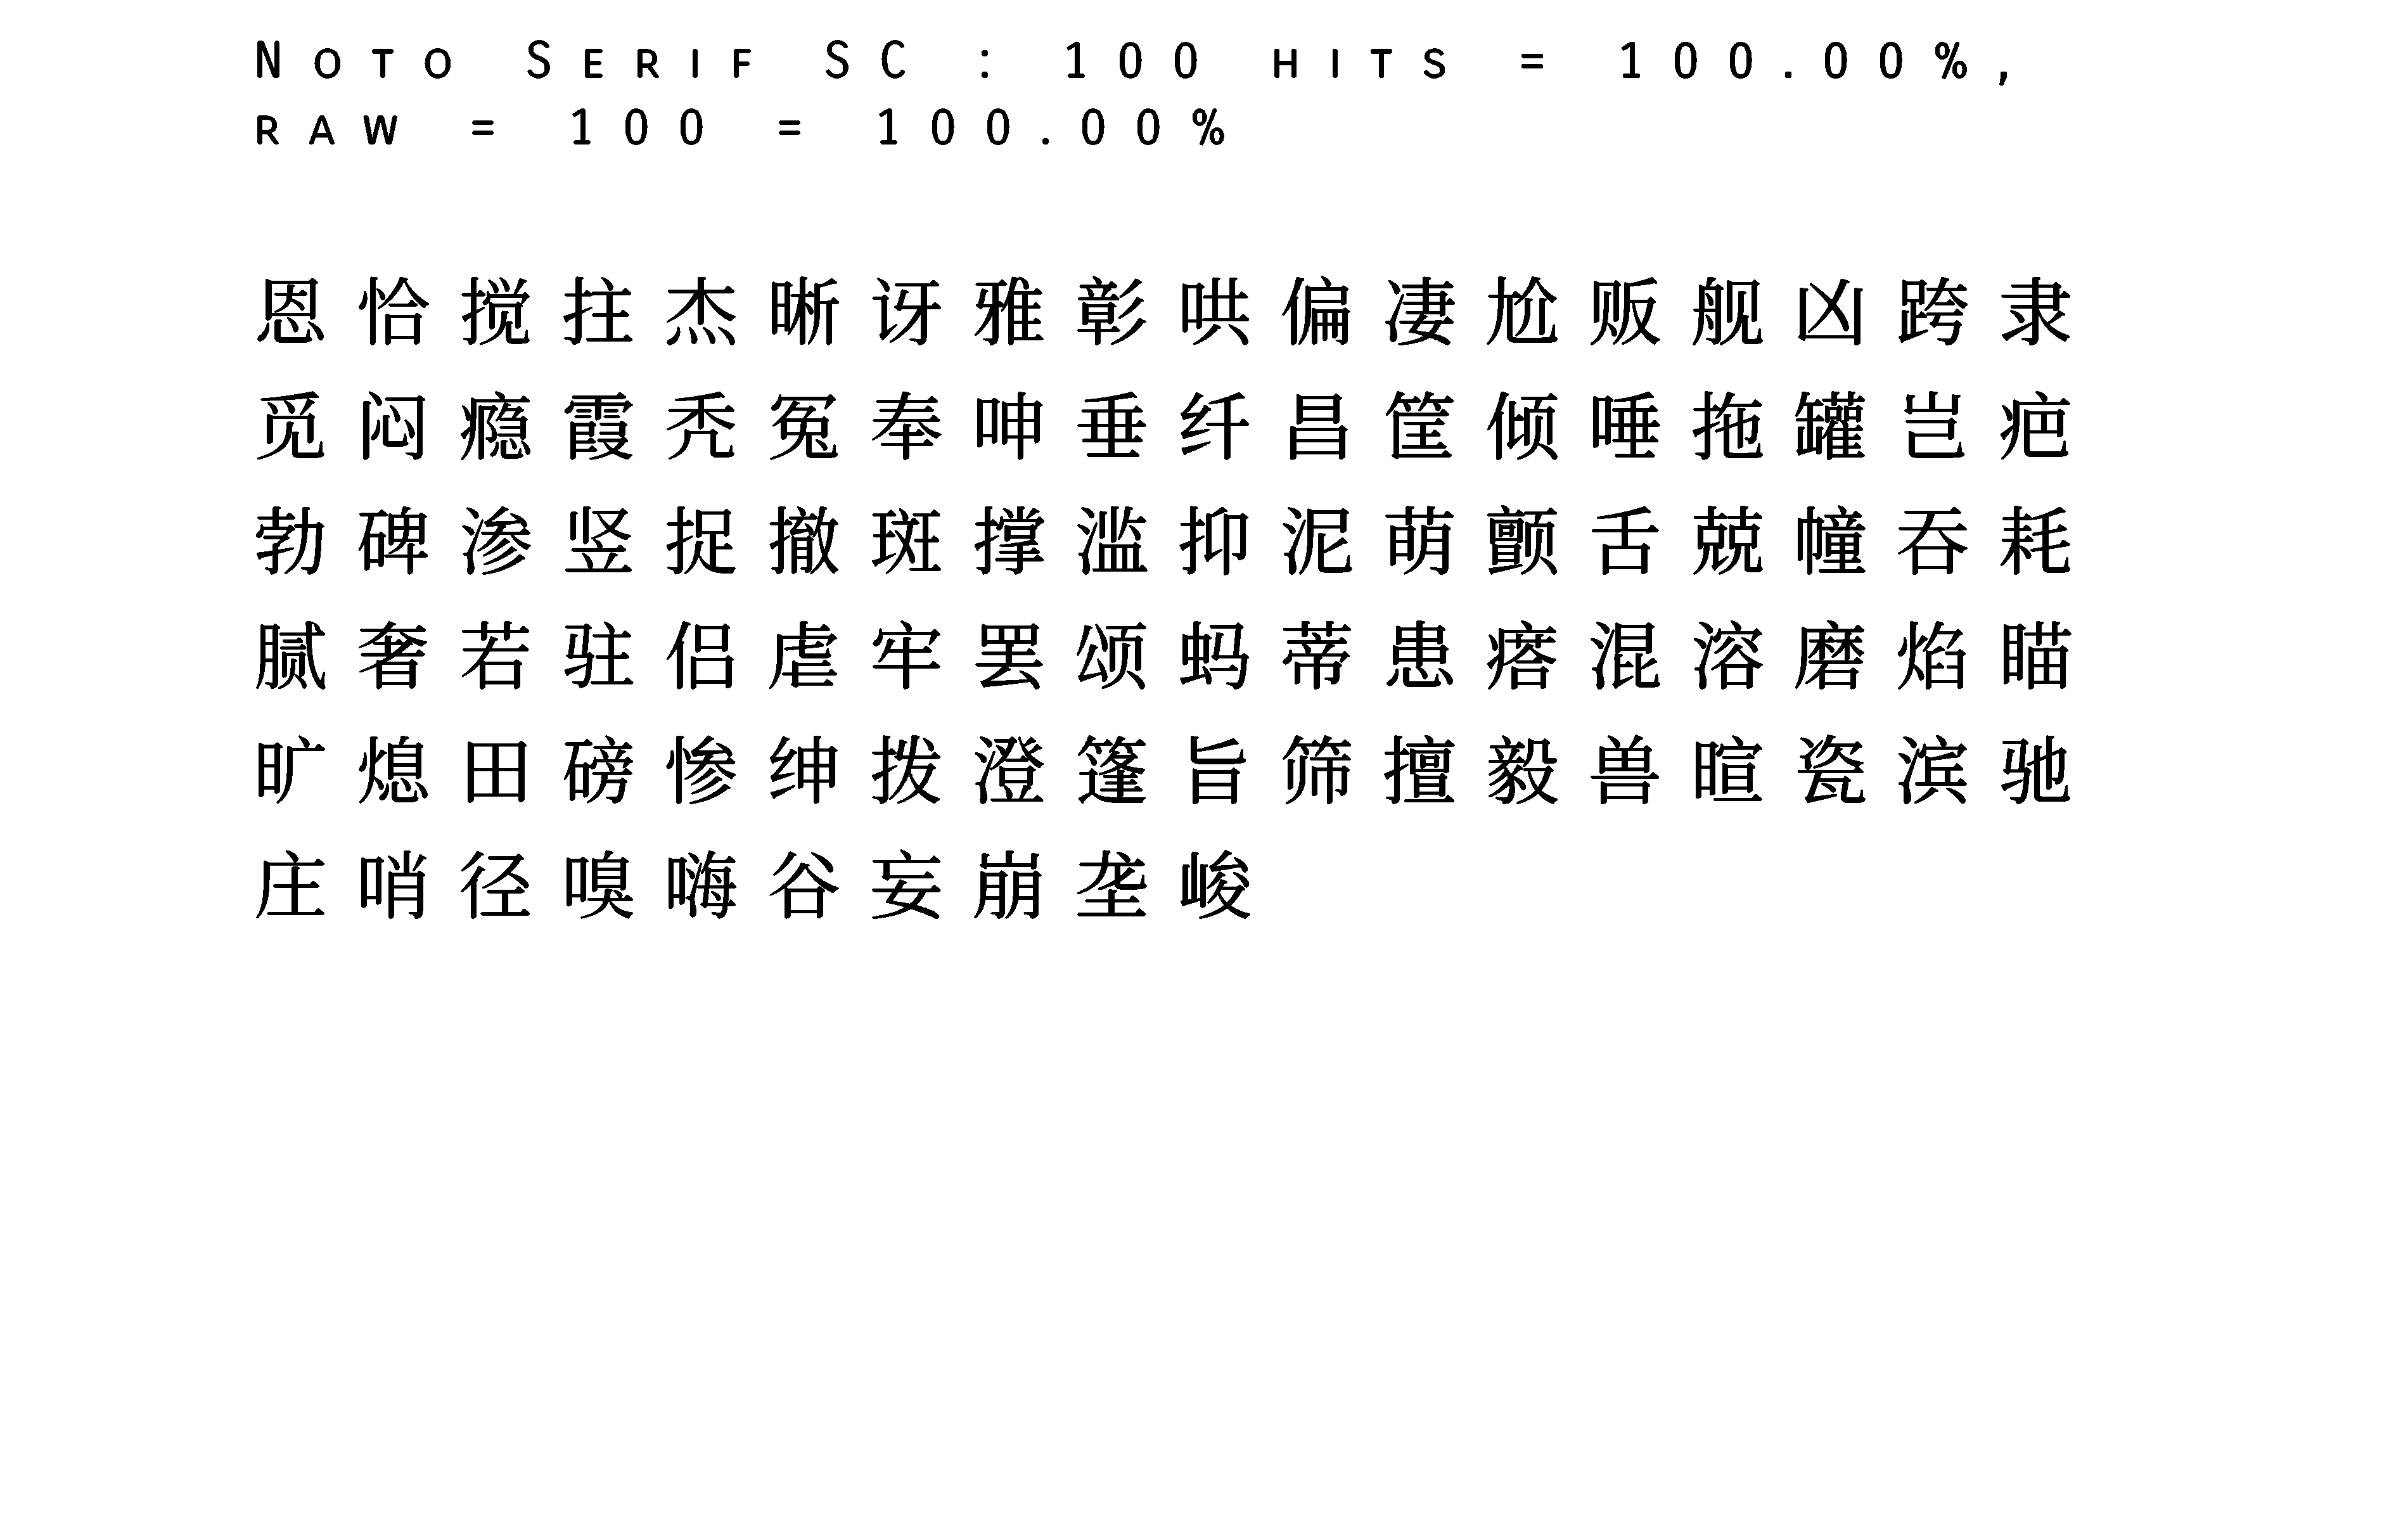 Noto Serif SC : 100 hits = 100.00%,
raw = 100 = 100.00%
恩恰搅拄杰晰讶雅彰哄偏凄尬贩舰凶跨隶
觅闷瘾霞秃冤奉呻垂纤昌筐倾唾拖罐岂疤
勃碑渗竖捉撤斑撑滥抑泥萌颤舌兢幢吞耗
腻奢若驻侣虐牢罢颂蚂蒂患瘩混溶磨焰瞄
旷熄田磅惨绅拨澄篷旨筛擅毅兽暄瓷滨驰
庄哨径嗅嗨谷妄崩垄峻